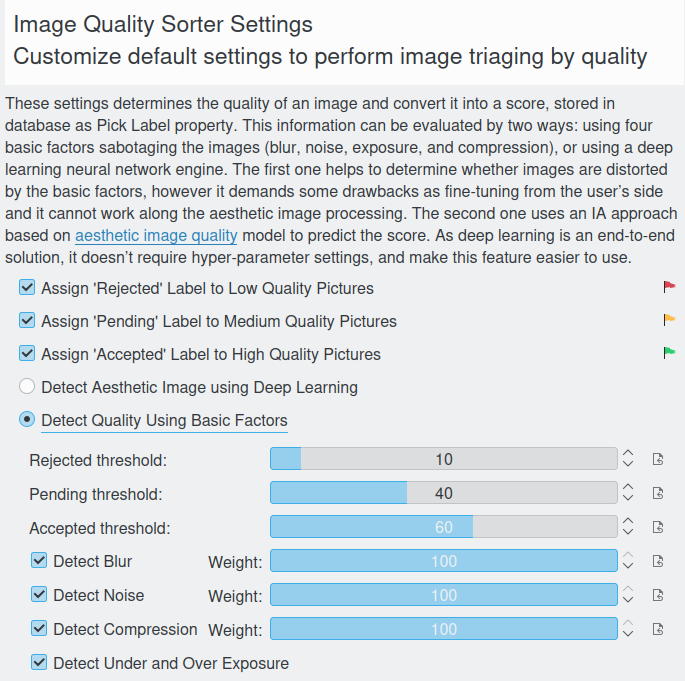 Image Quality Sorter Settings
Customize default settings to perform image triaging by quality
These settings determines the quality of an image and convert it into a score, stored in
database as Pick Label property. This information can be evaluated by two ways: using four
basic factors sabotaging the images (blur, noise, exposure, and compression), or using a deep
learning neural network engine. The first one helps to determine whether images are distorted
by the basic factors, however it demands some drawbacks as fine-tuning from the user’s side
and it cannot work along the aesthetic image processing. The second one uses an IA approach
based on aesthetic image quality model to predict the score. As deep learning is an end-to-end
solution, it doesn’t require hyper-parameter settings, and make this feature easier to use.
Assign 'Rejected' Label to Low Quality Pictures
Assign 'Pending' Label to Medium Quality Pictures
Assign 'Accepted' Label to High Quality Pictures
Detect Aesthetic Image using Deep Learning
Detect Quality Using Basic Factors
Rejected threshold: 10
Pending threshold: 40
Accepted threshold: 60
Detect Blur Weight: 100
Detect Noise Weight: 100
Detect Compression Weight: 100
Detect Under and Over Exposure